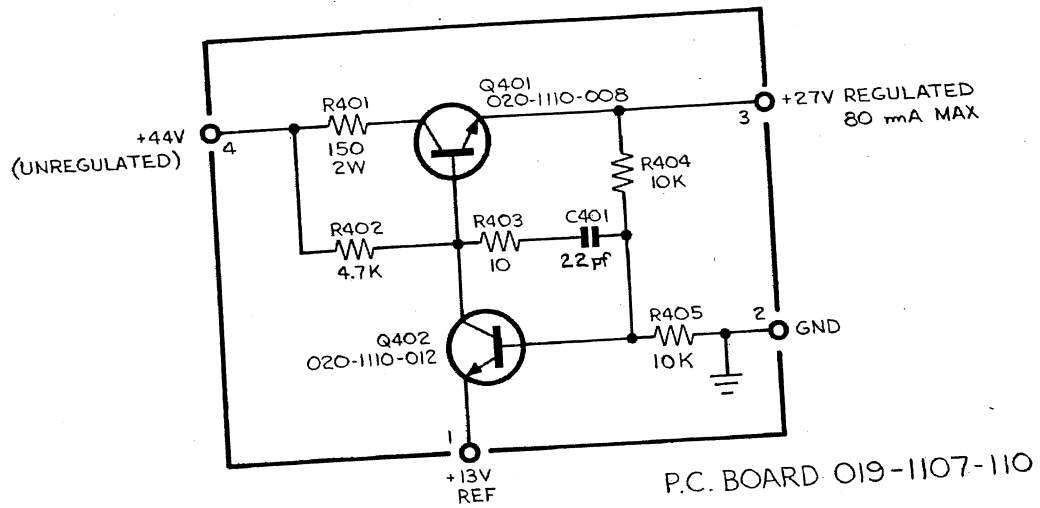 Q401
020-1110-008
R401
150
2W
+44V
(UNREGULATED)
4
+27V REGULATED
80 mA MAX
3
R404
10K
R402
4.7K
R403
10
C401
22 pf
Q402
020-1110-012
R405
10K
2
GND
1
+13V
REF
P.C. BOARD 019-1107-110